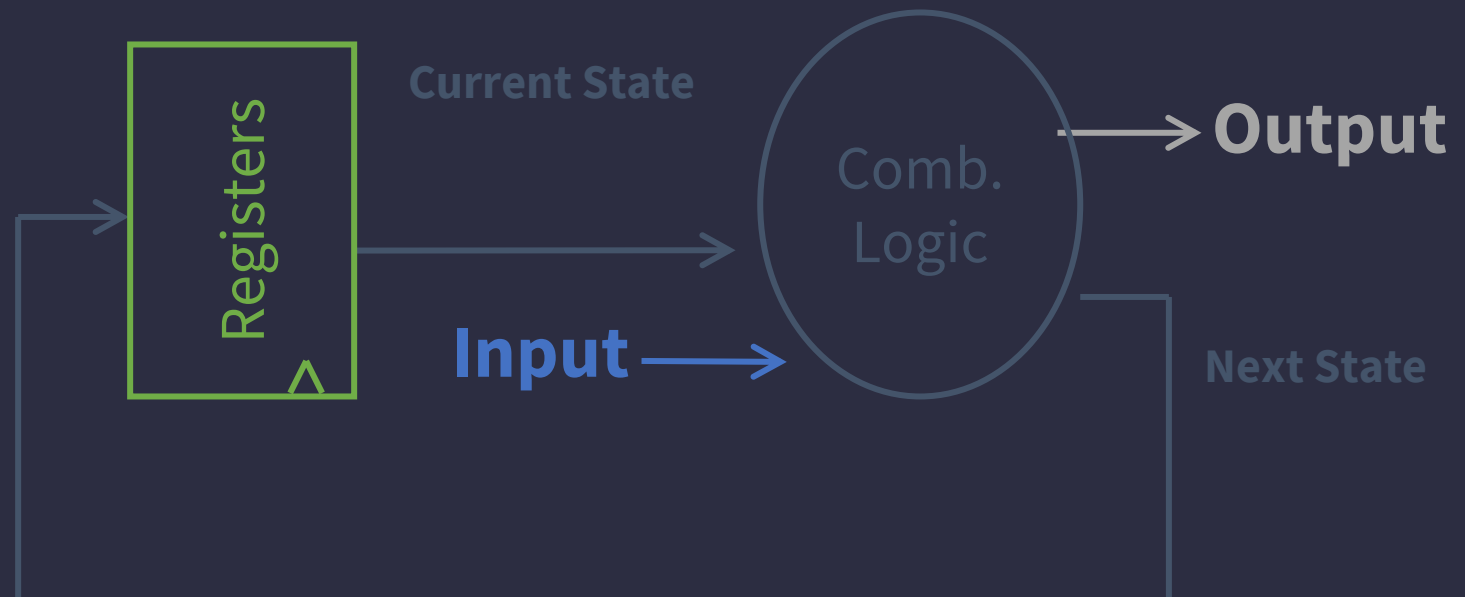 Registers
Current State
Comb.
Logic
Output
Input
Next State